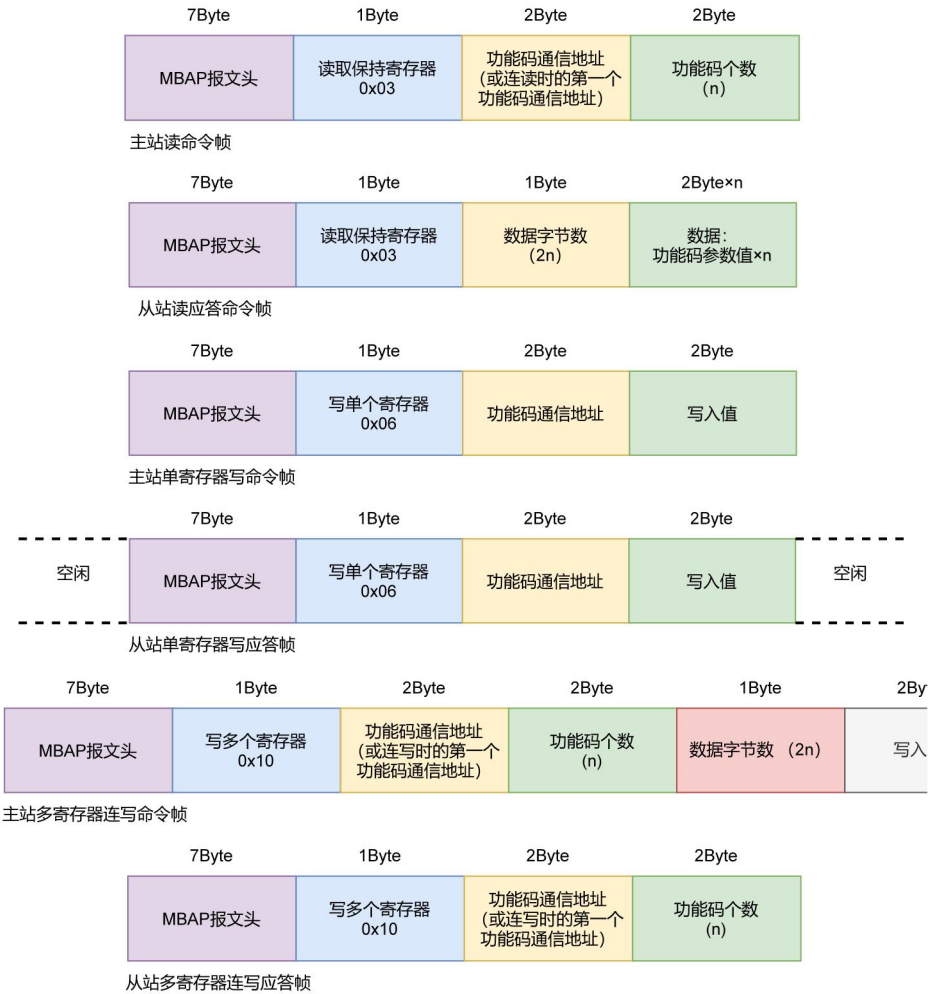 7Byte 1Byte 2Byte 2Byte
MBAP报文头
读取保持寄存器
0x03
功能码通信地址
（或连读时的第一个
功能码通信地址）
功能码个数
（n）
主站读命令帧
7Byte 1Byte 1Byte 2Byte×n
MBAP报文头
读取保持寄存器
0x03
数据字节数
（2n）
数据：
功能码参数值×n
从站读应答命令帧
7Byte 1Byte 2Byte 2Byte
MBAP报文头
写单个寄存器
0x06
功能码通信地址
写入值
主站单寄存器写命令帧
7Byte 1Byte 2Byte 2Byte
空闲
MBAP报文头
写单个寄存器
0x06
功能码通信地址
写入值
空闲
从站单寄存器写应答帧
7Byte 1Byte 2Byte 2Byte 1Byte 2By
MBAP报文头
写多个寄存器
0x10
功能码通信地址
（或连写时的第一个
功能码通信地址）
功能码个数
(n)
数据字节数 （2n）
写入
主站多寄存器连写命令帧
7Byte 1Byte 2Byte 2Byte
MBAP报文头
写多个寄存器
0x10
功能码通信地址
（或连写时的第一个
功能码通信地址）
功能码个数
(n)
从站多寄存器连写应答帧